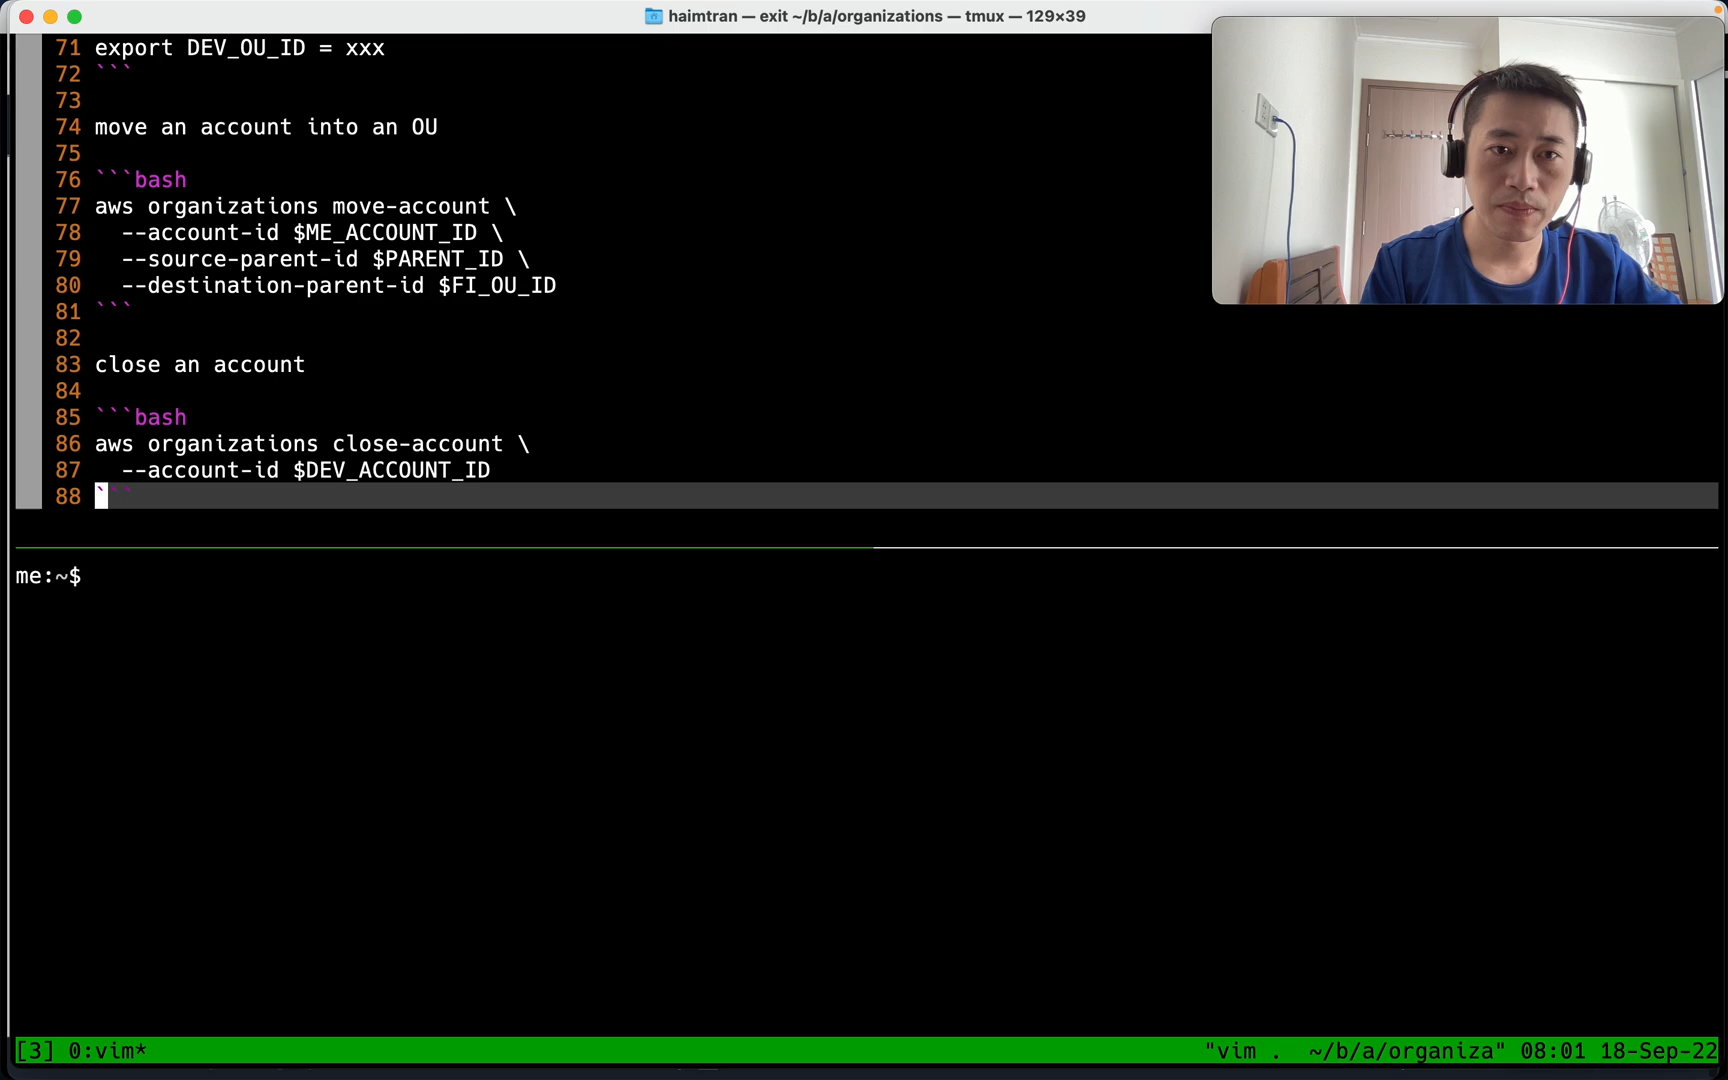 haimtran — exit ~/b/a/organizations — tmux — 129×39
71 export DEV_OU_ID = xxx
72 ```
73
74 move an account into an OU
75
76 ```bash
77 aws organizations move-account \
78   --account-id $ME_ACCOUNT_ID \
79   --source-parent-id $PARENT_ID \
80   --destination-parent-id $FI_OU_ID
81 ```
82
83 close an account
84
85 ```bash
86 aws organizations close-account \
87   --account-id $DEV_ACCOUNT_ID
88 ```
me:~$
[3] 0:vim* "vim . ~/b/a/organiza" 08:01 18-Sep-22